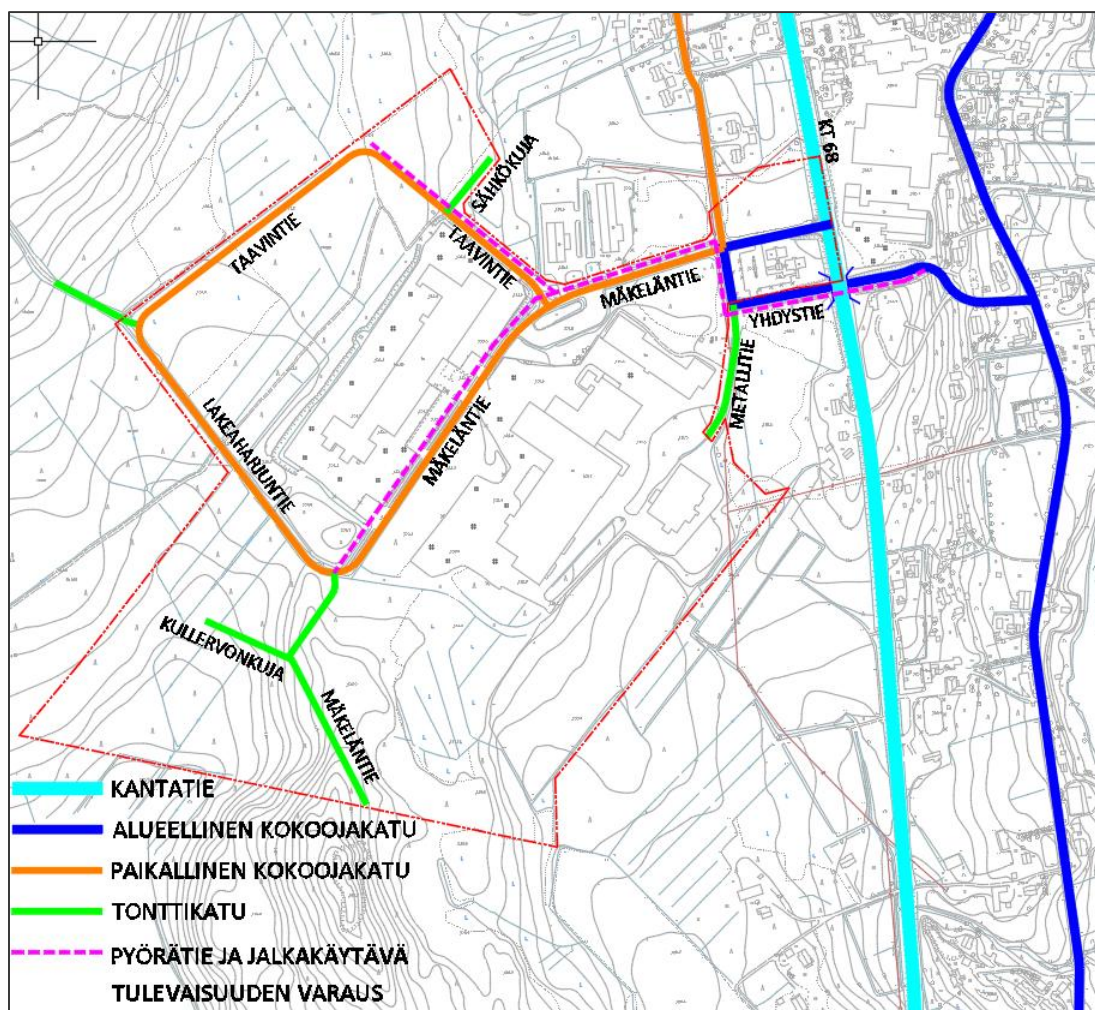 KT 68
SÄHKÖKUJA
TAAVINTIE
TAAVINTIE
MÄKELÄNTIE
YHDYSTIE
METALLITIE
LAKEAHARJUNTIE
MÄKELÄNTIE
KULLERVONKUJA
MÄKELÄNTIE
KANTATIE
ALUEELLINEN KOKOOJAKATU
PAIKALLINEN KOKOOJAKATU
TONTTIKATU
PYÖRÄTIE JA JALKAKÄYTÄVÄ
TULEVAISUUDEN VARAUS